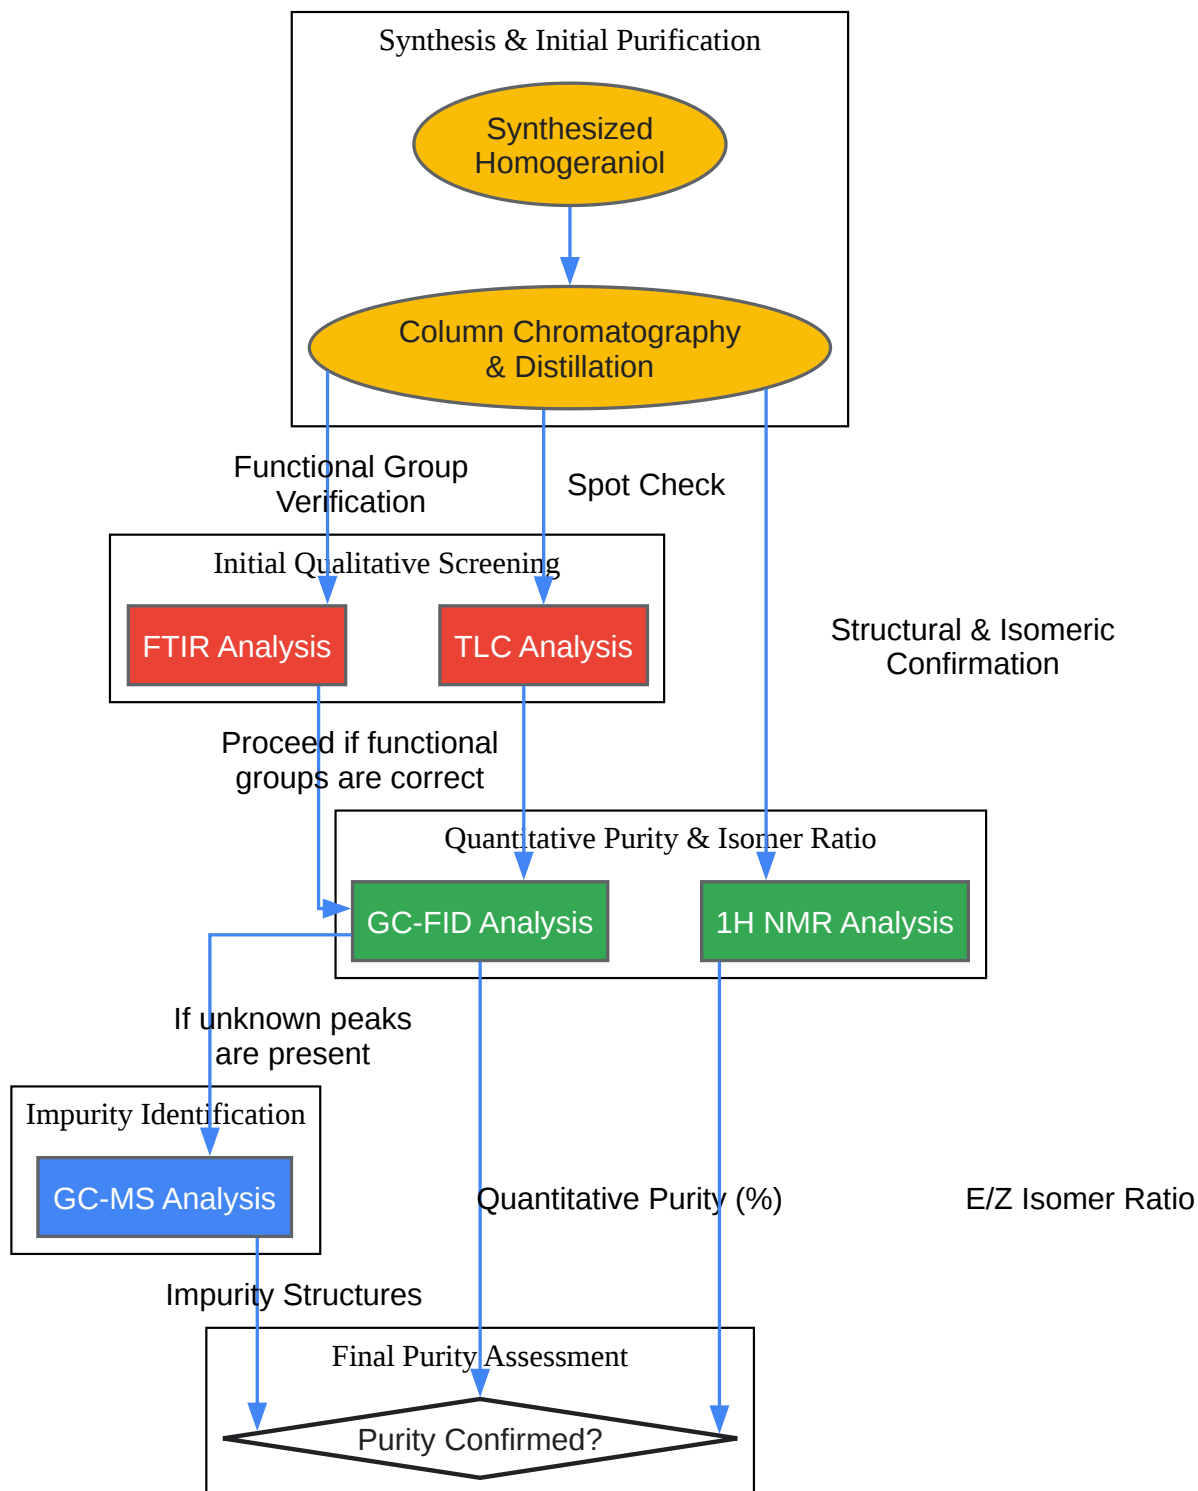 Synthesis & Initial Purification
Synthesized
Homogeraniol
Column Chromatography
& Distillation
Functional Group
Verification
Spot Check
Initial Qualitative Screening
FTIR Analysis
TLC Analysis
Structural & Isomeric
Confirmation
Proceed if functional
groups are correct
Quantitative Purity & Isomer Ratio
GC-FID Analysis
1H NMR Analysis
If unknown peaks
are present
Impurity Identification
GC-MS Analysis
Quantitative Purity (%)
E/Z Isomer Ratio
Impurity Structures
Final Purity Assessment
Purity Confirmed?